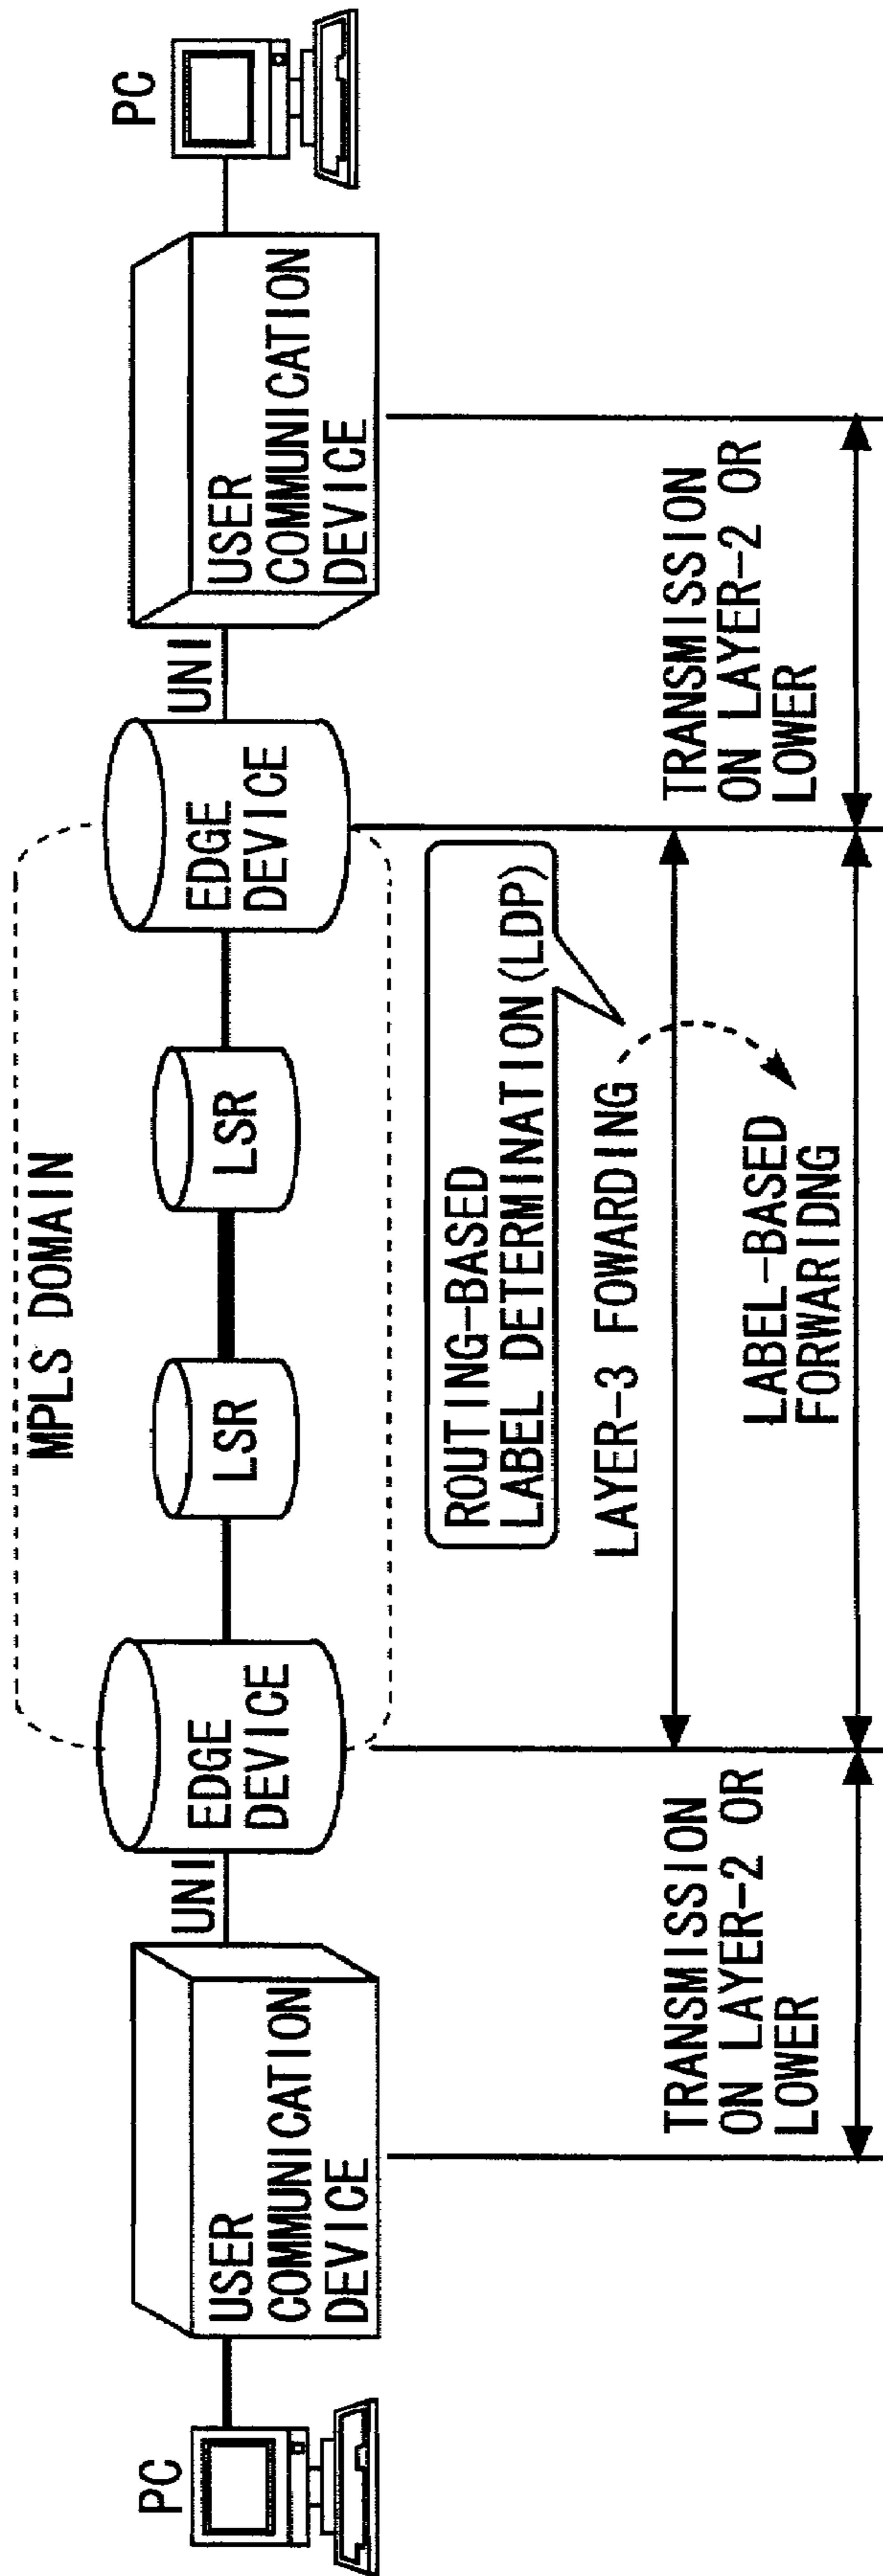 MPLS DOMAIN
PC
USER
COMMUNICATION
DEVICE
UNI
EDGE
DEVICE
LSR
LSR
EDGE
DEVICE
UNI
USER
COMMUNICATION
DEVICE
PC
ROUTING-BASED
LABEL DETERMINATION(LDP)
LAYER-3 FOWARDING
TRANSMISSION
ON LAYER-2 OR
LOWER
LABEL-BASED
FORWARIDNG
TRANSMISSION
ON LAYER-2 OR
LOWER